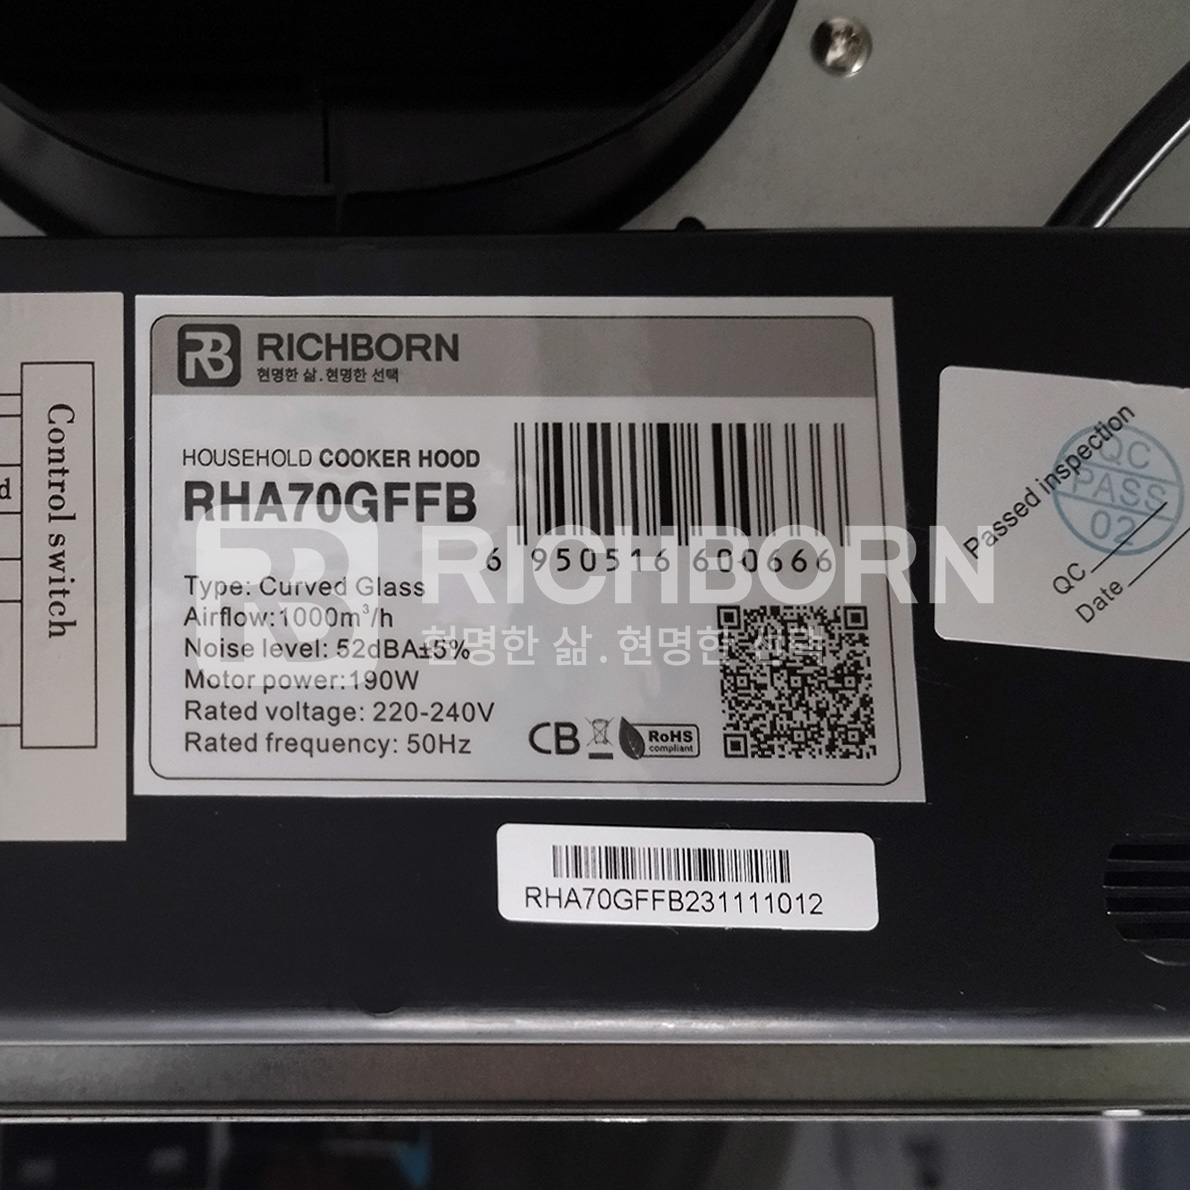 Control switch
d
RB RICHBORN
현명한 삶.현명한 선택
HOUSEHOLD COOKER HOOD
RHA70GFFB
6 950516 600666
Type: Curved Glass
Airflow:1000m³/h
Noise level: 52dBA±5%
Motor power:190W
Rated voltage: 220-240V
Rated frequency: 50Hz
CB
RoHS
compliant
RB RICHBORN
현명한 삶.현명한 선택
Passed inspection
QC
PASS
02
QC
Date
RHA70GFFB231111012